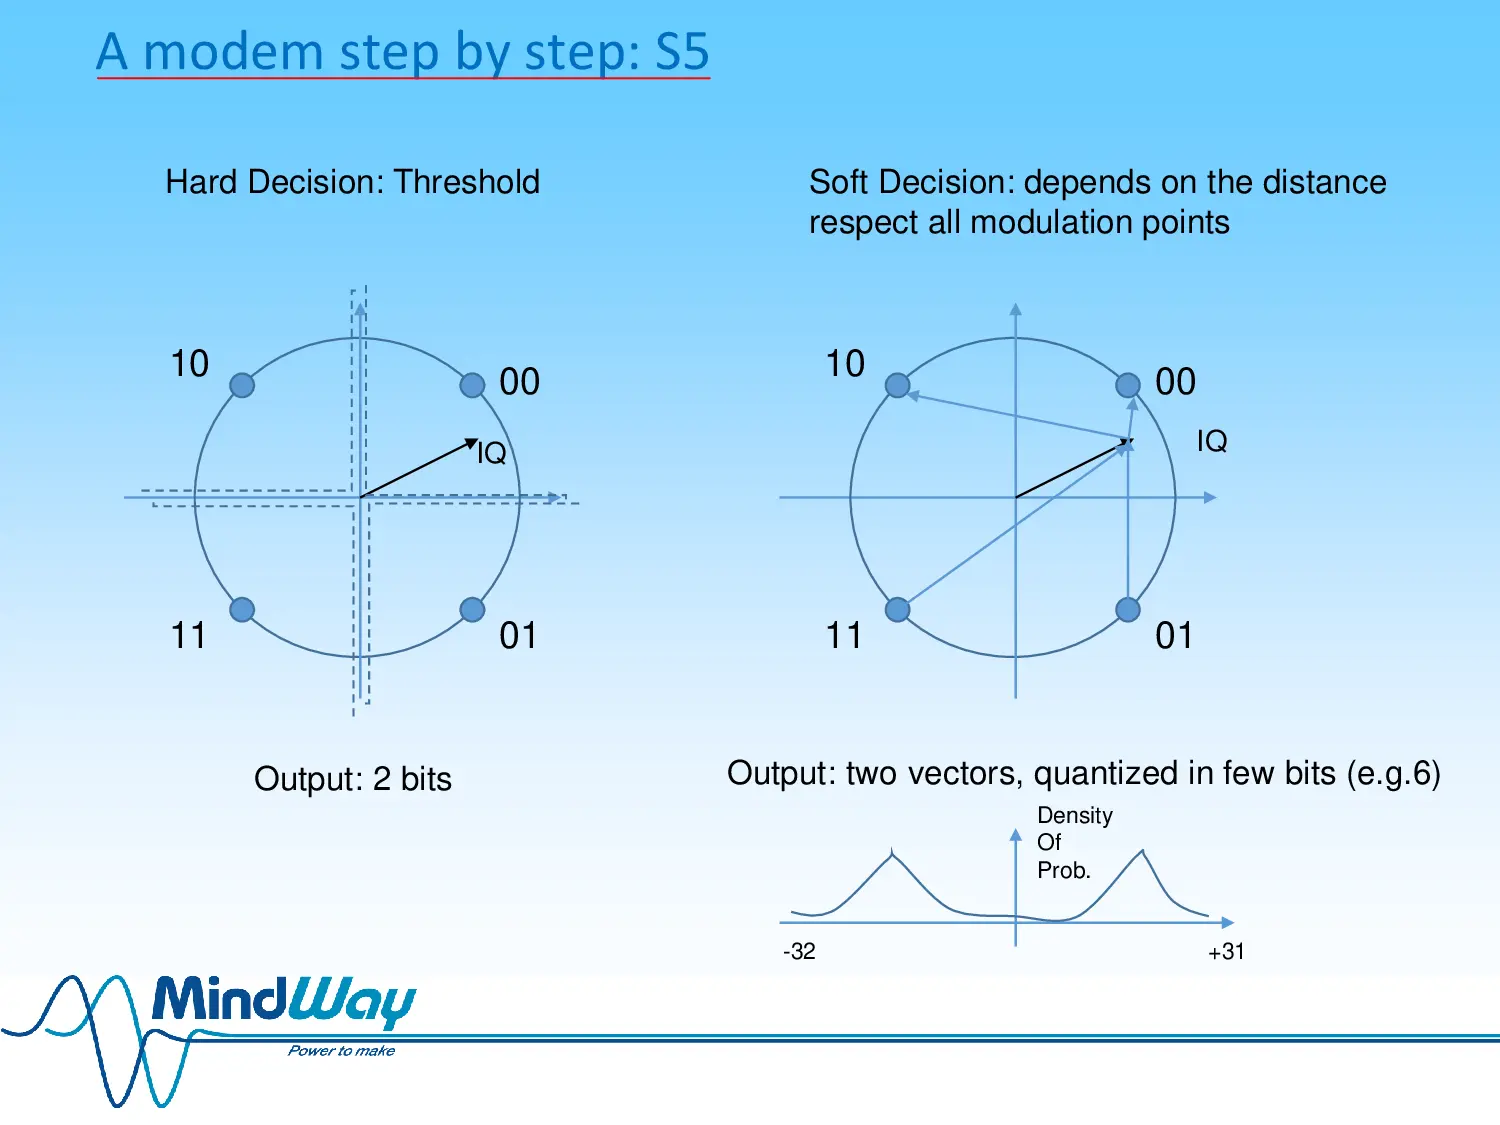 A modem step by step: S5
Hard Decision: Threshold
10
00
IQ
11
01
Output: 2 bits
Soft Decision: depends on the distance
respect all modulation points
10
00
IQ
11
01
Output: two vectors, quantized in few bits (e.g.6)
Density
Of
Prob.
-32
+31
MindWay
Power to make